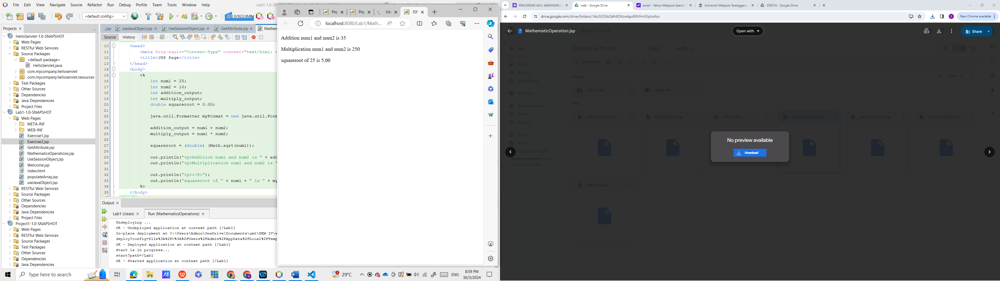 File Edit View Navigate Source Refactor Run Debug Profile Team Tools Window Help
<default config>
591.0/923.0MB
Projects
HelloServlet-1.0-SNAPSHOT
Web Pages
RESTful Web Services
Source Packages
<default package>
HelloServlet.java
com.mycompany.helloservlet
com.mycompany.helloservlet.resources
Test Packages
Other Sources
Dependencies
Java Dependencies
Project Files
Lab1-1.0-SNAPSHOT
Web Pages
META-INF
WEB-INF
Exercise1.jsp
Exercise2.jsp
GetAttribute.jsp
MathematicsOperations.jsp
UseSessionObject.jsp
Welcome.jsp
index.html
populateArray.jsp
useJavaObject.jsp
RESTful Web Services
Source Packages
Other Sources
Dependencies
Java Dependencies
Project Files
Project1-1.0-SNAPSHOT
Web Pages
RESTful Web Services
Source Packages
Test Packages
Other Sources
Dependencies
Java Dependencies
...jsp useJavaObject.jsp UseSessionObject.jsp GetAttribute.jsp Mathem
Source History
10 <head>
11 <meta http-equiv="Content-Type" content="text/html; c
12 <title>JSP Page</title>
13 </head>
14 <body>
15 <%
16 int num1 = 25;
17 int num2 = 10;
18 int addition_output;
19 int multiply_output;
20 double squareroot = 0.00;
21
22 java.util.Formatter myFormat = new java.util.Form
23
24 addition_output = num1 + num2;
25 multiply_output = num1 * num2;
26
27 squareroot = (double) (Math.sqrt(num1));
28
29 out.println("<p>Addition num1 and num2 is " + add
30 out.println("<p>Multiplication num1 and num2 is "
31
32 out.println("<p></P>");
33 out.println("squareroot of " + num1 + " is " + my
34 %>
35 </body>
Output
Lab1 (clean) Run (MathematicsOperations)
Undeploying ...
OK - Undeployed application at context path [/Lab1]
In-place deployment at C:\Users\Admin\OneDrive\Documents\umt\SEM IV\w
deploy?config=file%3A%2FC%3A%2FUsers%2FAdmin%2FAppData%2FLocal%2FTemp
OK - Deployed application at context path [/Lab1]
Start is in progress...
start?path=/Lab1
OK - Started application at context path [/Lab1]
Pop Pop Usi JSP
localhost:8080/Lab1/Math...
Addition num1 and num2 is 35
Multiplication num1 and num2 is 250
squareroot of 25 is 5.00
Type here to search
29°C
ENG
8:59 PM
30/3/2024
PENCARIAN AHLI JAWATANKUA web - Google Drive email - Yahoo Malaysia Search Universiti Malaysia Terengganu S59314 - Google Drive
drive.google.com/drive/folders/14o3t25SkQ4h9OXzw4guR0VHvV5phofoo
New Chrome available
MathematicOperation.jsp
Search in Drive
Open with
Share
New
Shared with me ... Lab1 web
1 selected
Home
Activity
Workspaces
My Drive
Shared with me
Recent
Starred
Spam
Trash
Storage (72% full)
Folders
Name
META-INF WEB-INF
Files
AttributeIsSet.jsp GetAttribute.jsp index.html MathematicOperati... populateArray.jsp useJavaObject.jsp
Welcome.jsp
No preview available
Download